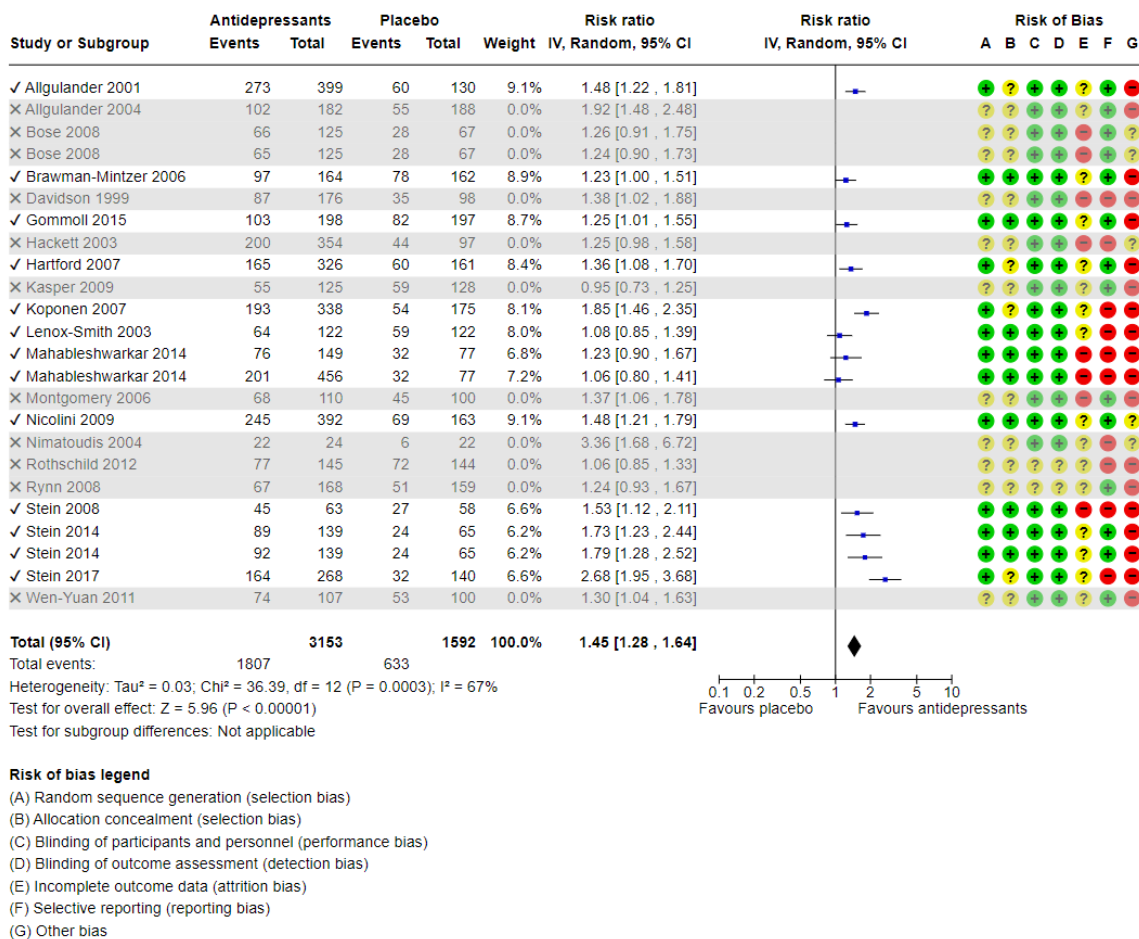 Antidepressants Placebo Risk ratio Risk ratio Risk of Bias
Study or Subgroup Events Total Events Total Weight IV, Random, 95% CI IV, Random, 95% CI A B C D E F G
✓ Allgulander 2001 273 399 60 130 9.1% 1.48 [1.22 , 1.81] + ? + + ? + −
✕ Allgulander 2004 102 182 55 188 0.0% 1.92 [1.48 , 2.48] ? ? + + ? + −
✕ Bose 2008 66 125 28 67 0.0% 1.26 [0.91 , 1.75] ? ? + + − + ?
✕ Bose 2008 65 125 28 67 0.0% 1.24 [0.90 , 1.73] ? ? + + − + ?
✓ Brawman-Mintzer 2006 97 164 78 162 8.9% 1.23 [1.00 , 1.51] + + + + ? + −
✕ Davidson 1999 87 176 35 98 0.0% 1.38 [1.02 , 1.88] ? ? + + − − −
✓ Gommoll 2015 103 198 82 197 8.7% 1.25 [1.01 , 1.55] + + + + ? + −
✕ Hackett 2003 200 354 44 97 0.0% 1.25 [0.98 , 1.58] ? ? + + − − ?
✓ Hartford 2007 165 326 60 161 8.4% 1.36 [1.08 , 1.70] + ? + + ? + −
✕ Kasper 2009 55 125 59 128 0.0% 0.95 [0.73 , 1.25] ? ? + + ? + −
✓ Koponen 2007 193 338 54 175 8.1% 1.85 [1.46 , 2.35] + ? + + ? − −
✓ Lenox-Smith 2003 64 122 59 122 8.0% 1.08 [0.85 , 1.39] + + + + ? − −
✓ Mahableshwarkar 2014 76 149 32 77 6.8% 1.23 [0.90 , 1.67] + + + + − − −
✓ Mahableshwarkar 2014 201 456 32 77 7.2% 1.06 [0.80 , 1.41] + + + + − − −
✕ Montgomery 2006 68 110 45 100 0.0% 1.37 [1.06 , 1.78] ? ? + + − + −
✓ Nicolini 2009 245 392 69 163 9.1% 1.48 [1.21 , 1.79] + + + + ? + ?
✕ Nimatoudis 2004 22 24 6 22 0.0% 3.36 [1.68 , 6.72] ? ? + + ? − ?
✕ Rothschild 2012 77 145 72 144 0.0% 1.06 [0.85 , 1.33] ? ? ? ? ? − −
✕ Rynn 2008 67 168 51 159 0.0% 1.24 [0.93 , 1.67] ? ? ? ? ? + −
✓ Stein 2008 45 63 27 58 6.6% 1.53 [1.12 , 2.11] + + + + − − −
✓ Stein 2014 89 139 24 65 6.2% 1.73 [1.23 , 2.44] + + + + ? + −
✓ Stein 2014 92 139 24 65 6.2% 1.79 [1.28 , 2.52] + + + + ? + −
✓ Stein 2017 164 268 32 140 6.6% 2.68 [1.95 , 3.68] + ? + + ? − −
✕ Wen-Yuan 2011 74 107 53 100 0.0% 1.30 [1.04 , 1.63] ? ? + + ? + −
Total (95% CI) 3153 1592 100.0% 1.45 [1.28 , 1.64]
Total events: 1807 633
Heterogeneity: Tau² = 0.03; Chi² = 36.39, df = 12 (P = 0.0003); I² = 67%
0.1 0.2 0.5 1 2 5 10
Test for overall effect: Z = 5.96 (P < 0.00001)
Favours placebo Favours antidepressants
Test for subgroup differences: Not applicable
Risk of bias legend
(A) Random sequence generation (selection bias)
(B) Allocation concealment (selection bias)
(C) Blinding of participants and personnel (performance bias)
(D) Blinding of outcome assessment (detection bias)
(E) Incomplete outcome data (attrition bias)
(F) Selective reporting (reporting bias)
(G) Other bias